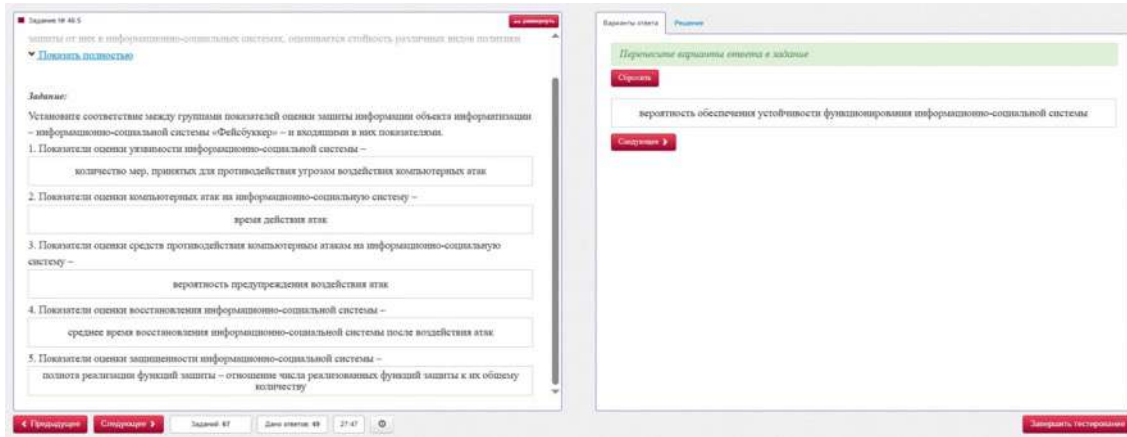 Задание № 46.5
развернуть
защиты от них в информационно-социальных системах, оценивается стойкость различных видов политики
Показать полностью
Задание:
Установите соответствие между группами показателей оценки защиты информации объекта информатизации
– информационно-социальной системы «Фейсбуккер» – и входящими в них показателями.
1. Показатели оценки уязвимости информационно-социальной системы –
количество мер, принятых для противодействия угрозам воздействия компьютерных атак
2. Показатели оценки компьютерных атак на информационно-социальную систему –
время действия атак
3. Показатели оценки средств противодействия компьютерным атакам на информационно-социальную
систему –
вероятность предупреждения воздействия атак
4. Показатели оценки восстановления информационно-социальной системы –
среднее время восстановления информационно-социальной системы после воздействия атак
5. Показатели оценки защищенности информационно-социальной системы –
полнота реализации функций защиты – отношение числа реализованных функций защиты к их общему
количеству
Предыдущее
Следующее
Заданий: 67
Дано ответов: 49
27:47
Варианты ответа
Решение
Перенесите варианты ответа в задание
Сбросить
вероятность обеспечения устойчивости функционирования информационно-социальной системы
Следующее
Завершить тестирование